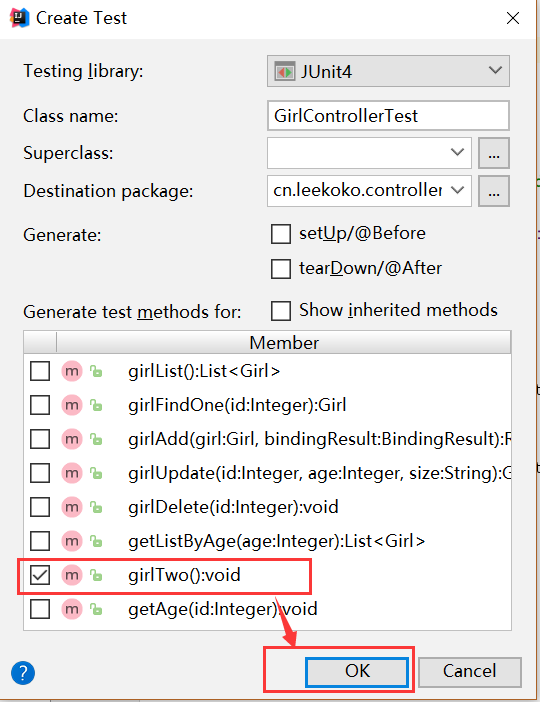 Create Test
Testing library:
JUnit4
Class name:
GirlControllerTest
Superclass:
...
Destination package:
cn.leekoko.controller
...
Generate:
setUp/@Before
tearDown/@After
Generate test methods for:
Show inherited methods
Member
m girlList():List<Girl>
m girlFindOne(id:Integer):Girl
m girlAdd(girl:Girl, bindingResult:BindingResult):R
m girlUpdate(id:Integer, age:Integer, size:String):G
m girlDelete(id:Integer):void
m getListByAge(age:Integer):List<Girl>
m girlTwo():void
m getAge(id:Integer):void
?
OK
Cancel